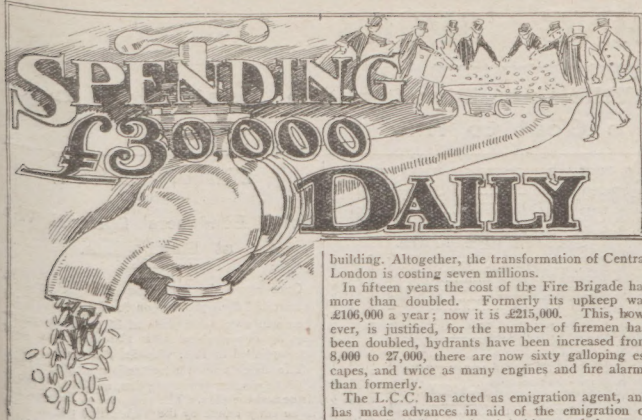 SPENDING
£30,000
DAILY
L.C.C
building. Altogether, the transformation of Centra
London is costing seven millions.
In fifteen years the cost of the Fire Brigade ha
more than doubled. Formerly its upkeep wa
£106,000 a year; now it is £215,000. This, how
ever, is justified, for the number of firemen ha
been doubled, hydrants have been increased from
8,000 to 27,000, there are now sixty galloping es
capes, and twice as many engines and fire alarm
than formerly.
The L.C.C. has acted as emigration agent, an
has made advances in aid of the emigration o